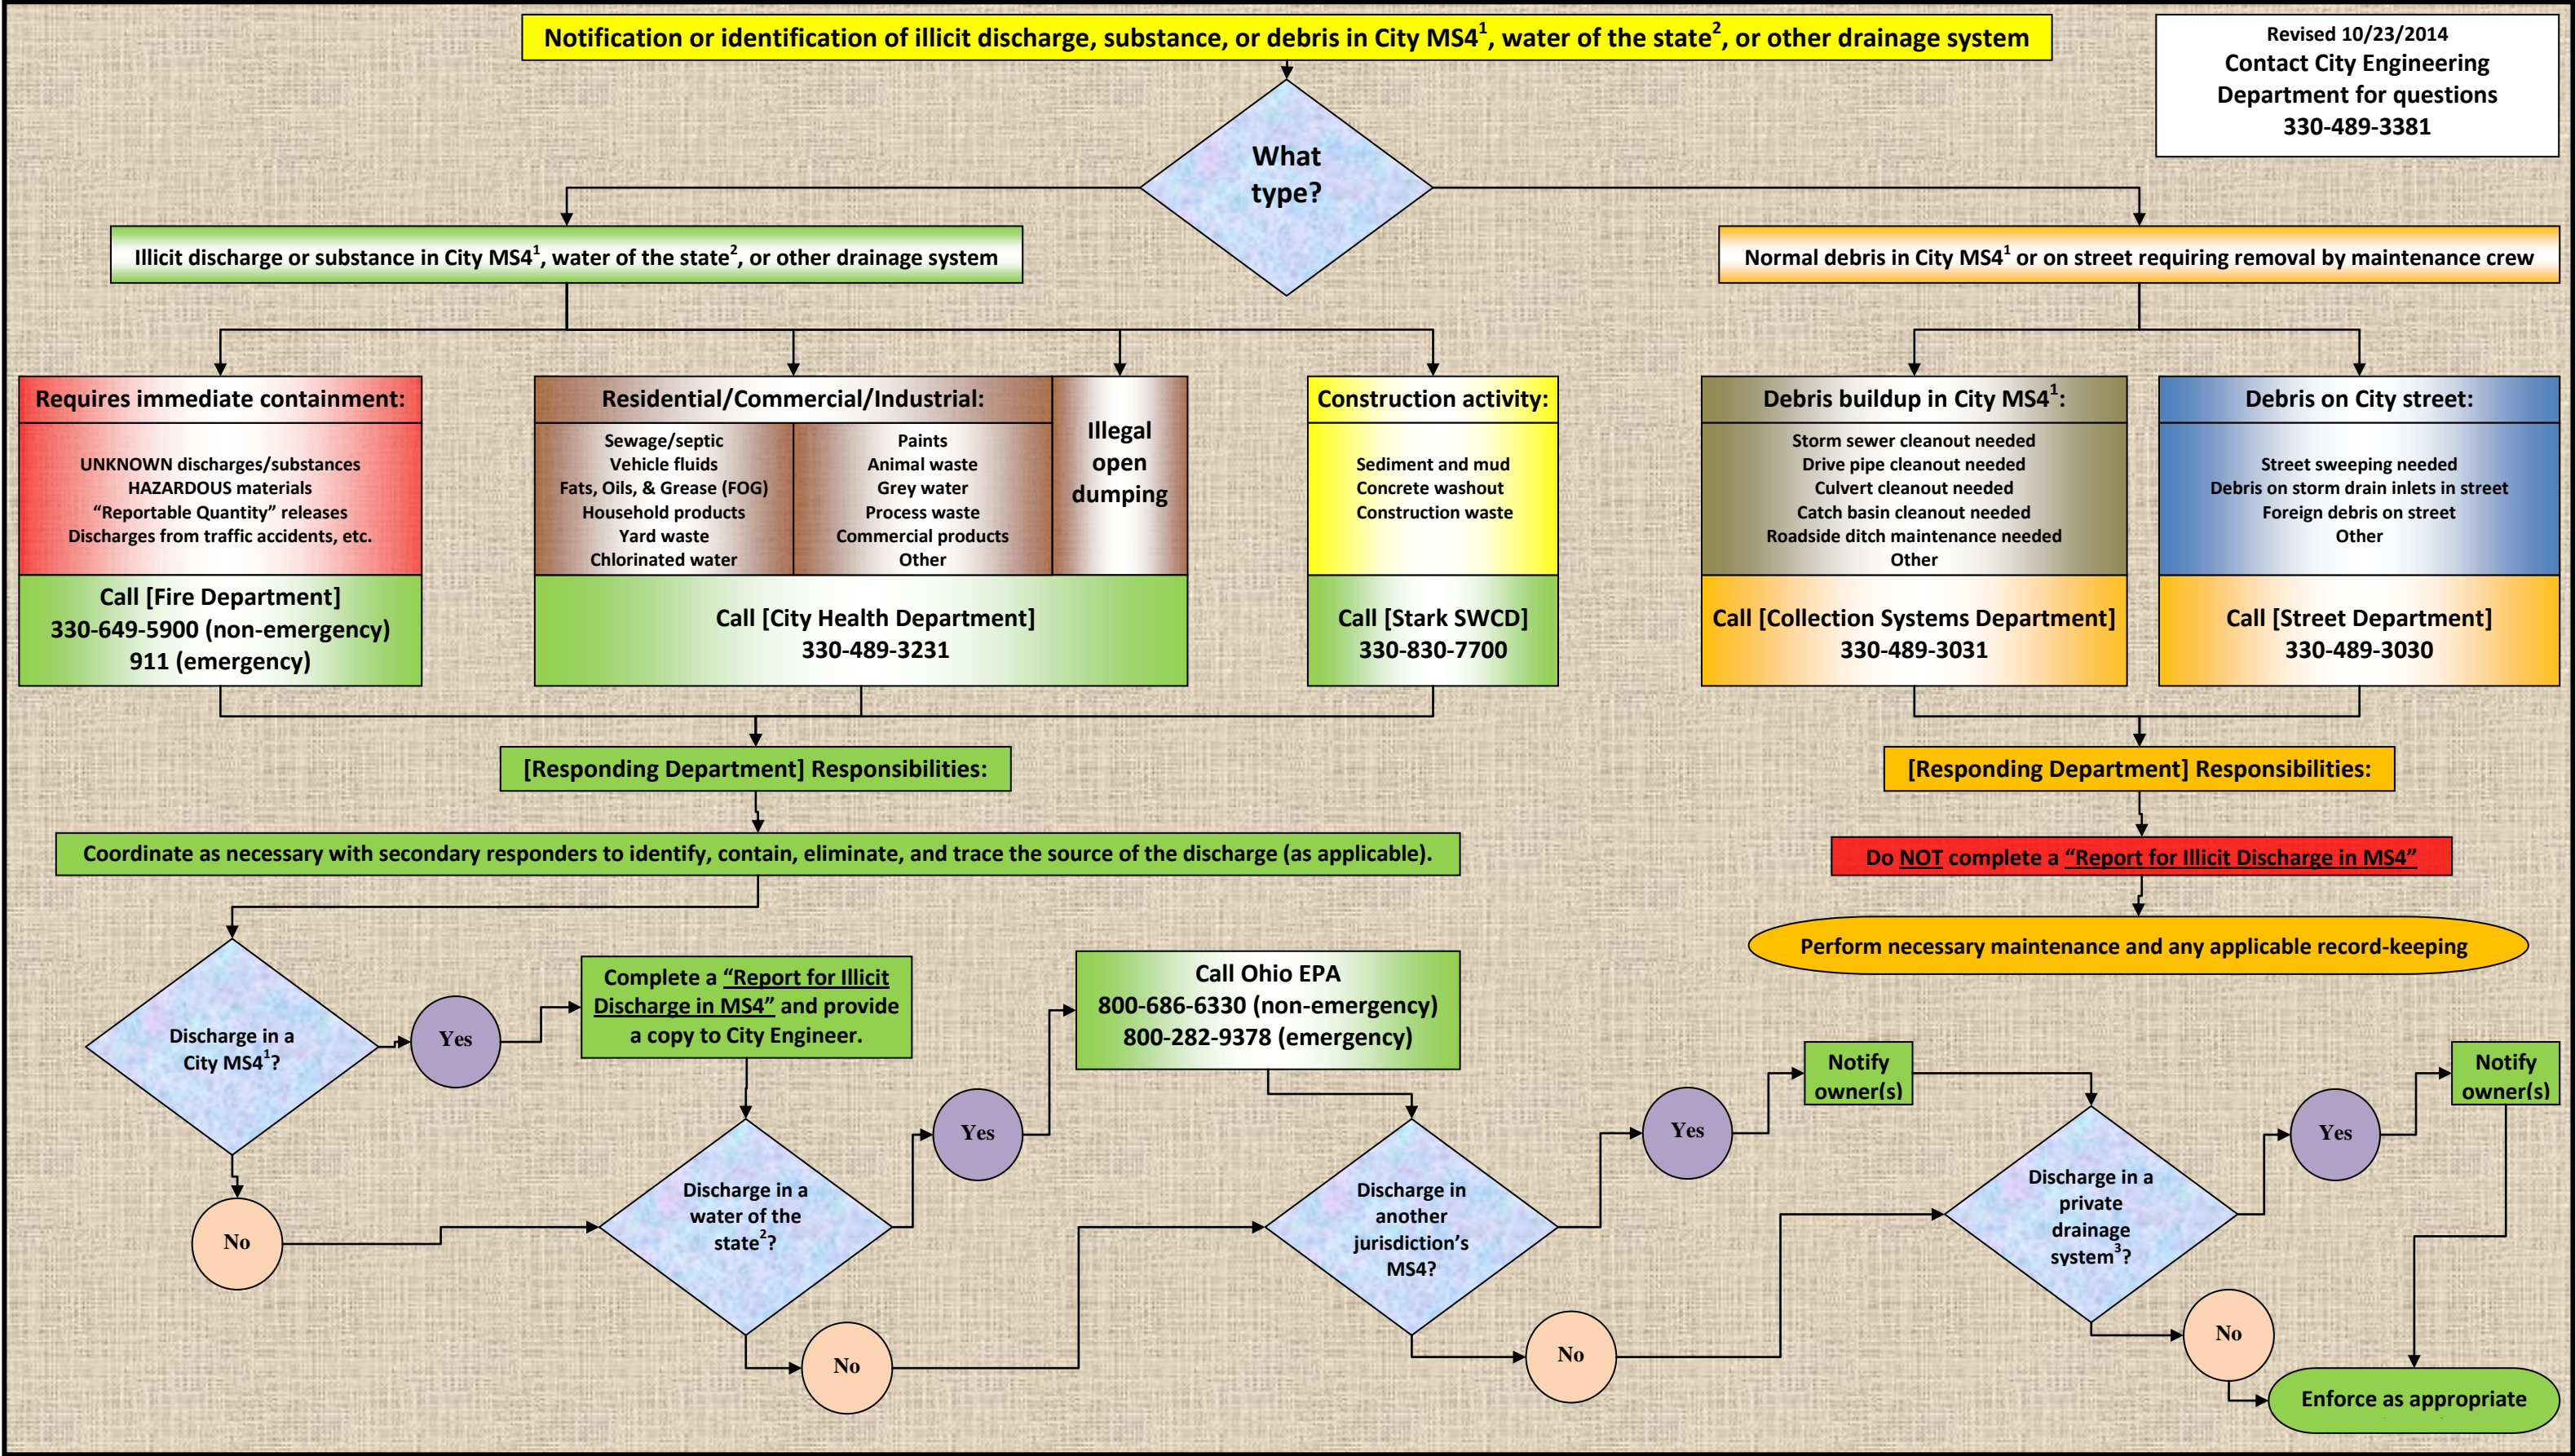 Notification or identification of illicit discharge, substance, or debris in City MS4¹, water of the state², or other drainage system
Revised 10/23/2014
Contact City Engineering
Department for questions
330-489-3381
What
type?
Illicit discharge or substance in City MS4¹, water of the state², or other drainage system
Normal debris in City MS4¹ or on street requiring removal by maintenance crew
Requires immediate containment:
UNKNOWN discharges/substances
HAZARDOUS materials
“Reportable Quantity” releases
Discharges from traffic accidents, etc.
Call [Fire Department]
330-649-5900 (non-emergency)
911 (emergency)
Residential/Commercial/Industrial:
Sewage/septic
Vehicle fluids
Fats, Oils, & Grease (FOG)
Household products
Yard waste
Chlorinated water
Paints
Animal waste
Grey water
Process waste
Commercial products
Other
Illegal
open
dumping
Call [City Health Department]
330-489-3231
Construction activity:
Sediment and mud
Concrete washout
Construction waste
Call [Stark SWCD]
330-830-7700
Debris buildup in City MS4¹:
Storm sewer cleanout needed
Drive pipe cleanout needed
Culvert cleanout needed
Catch basin cleanout needed
Roadside ditch maintenance needed
Other
Call [Collection Systems Department]
330-489-3031
Debris on City street:
Street sweeping needed
Debris on storm drain inlets in street
Foreign debris on street
Other
Call [Street Department]
330-489-3030
[Responding Department] Responsibilities:
Coordinate as necessary with secondary responders to identify, contain, eliminate, and trace the source of the discharge (as applicable).
[Responding Department] Responsibilities:
Do NOT complete a “Report for Illicit Discharge in MS4”
Perform necessary maintenance and any applicable record-keeping
Discharge in a
City MS4¹?
Yes
No
Complete a “Report for Illicit
Discharge in MS4” and provide
a copy to City Engineer.
Discharge in a
water of the
state²?
Yes
No
Call Ohio EPA
800-686-6330 (non-emergency)
800-282-9378 (emergency)
Discharge in
another
jurisdiction’s
MS4?
Yes
No
Notify
owner(s)
Discharge in a
private
drainage
system³?
Yes
No
Notify
owner(s)
Enforce as appropriate